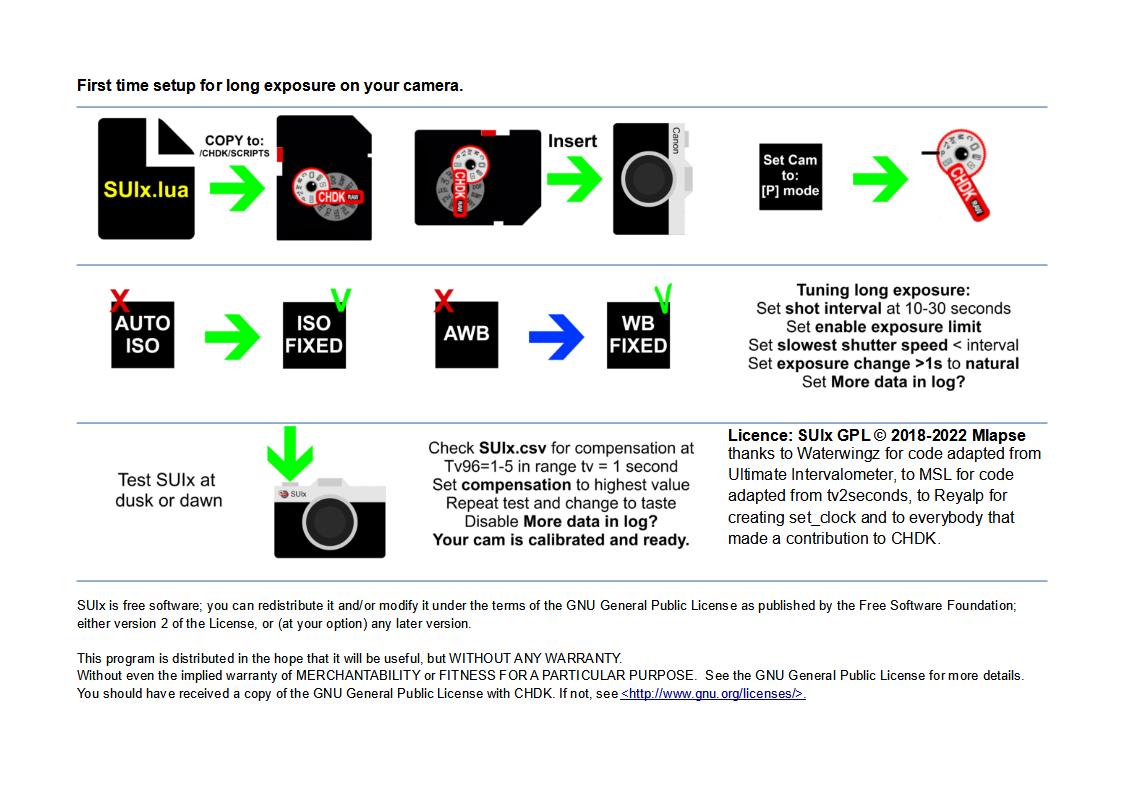 First time setup for long exposure on your camera.
SUIx.lua
COPY to:
/CHDK/SCRIPTS
CHDK RAW
CHDK RAW
Insert
Canon
Set Cam
to:
[P] mode
CHDK RAW
X
AUTO
ISO
V
ISO
FIXED
X
AWB
V
WB
FIXED
Tuning long exposure:
Set shot interval at 10-30 seconds
Set enable exposure limit
Set slowest shutter speed < interval
Set exposure change >1s to natural
Set More data in log?
Test SUIx at
dusk or dawn
SUIx
Check SUIx.csv for compensation at
Tv96=1-5 in range tv = 1 second
Set compensation to highest value
Repeat test and change to taste
Disable More data in log?
Your cam is calibrated and ready.
Licence: SUIx GPL © 2018-2022 Mlapse
thanks to Waterwingz for code adapted from
Ultimate Intervalometer, to MSL for code
adapted from tv2seconds, to Reyalp for
creating set_clock and to everybody that
made a contribution to CHDK.
SUIx is free software; you can redistribute it and/or modify it under the terms of the GNU General Public License as published by the Free Software Foundation;
either version 2 of the License, or (at your option) any later version.
This program is distributed in the hope that it will be useful, but WITHOUT ANY WARRANTY.
Without even the implied warranty of MERCHANTABILITY or FITNESS FOR A PARTICULAR PURPOSE.  See the GNU General Public License for more details.
You should have received a copy of the GNU General Public License with CHDK. If not, see <http://www.gnu.org/licenses/>.